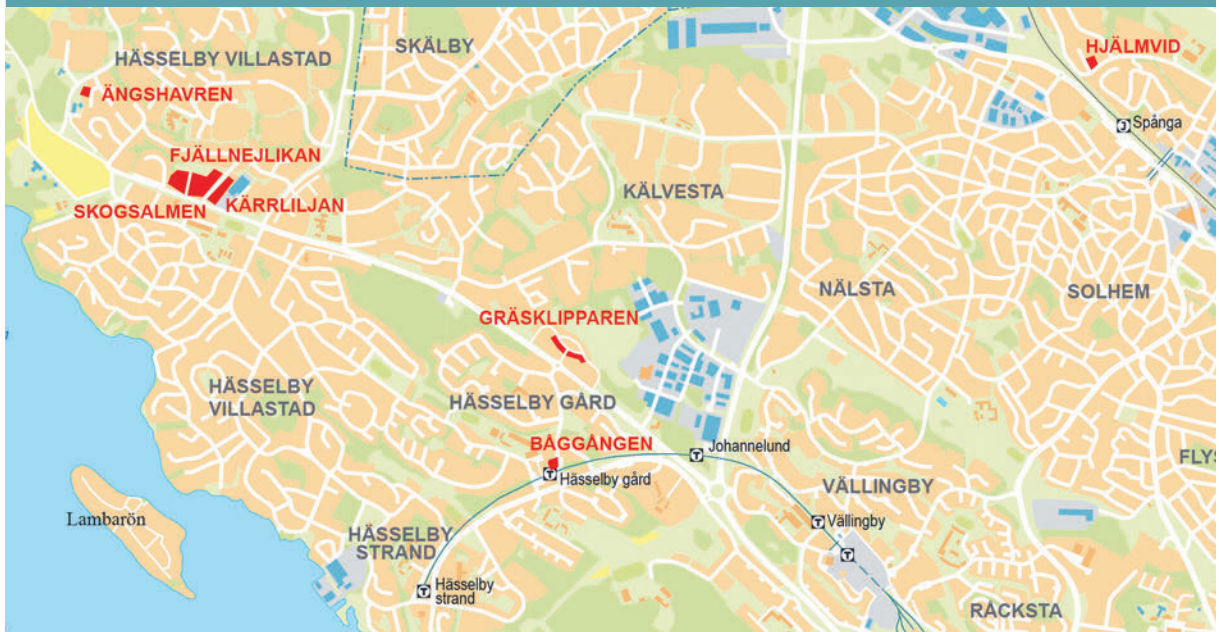 SKÄLBY
HÄSSELBY VILLASTAD
HJÄLMVID
ÄNGSHAVREN
Spånga
FJÄLLNEJLIKAN
KÄLVESTA
KÄRRLILJAN
SKOGSALMEN
NÄLSTA
SOLHEM
GRÄSKLIPPAREN
HÄSSELBY
VILLASTAD
HÄSSELBY GÅRD
BÅGGÅNGEN
Johannelund
FLYS
Hässelby gård
VÄLLINGBY
Lambarön
Vällingby
HÄSSELBY
STRAND
Hässelby
strand
RÅCKSTA